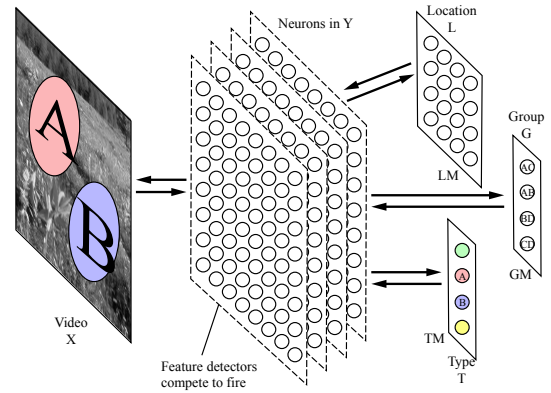 Neurons in Y
Location
L
A
B
Group
G
AC
AB
BD
CD
LM
GM
A
B
TM
Type
T
Video
X
Feature detectors
compete to fire